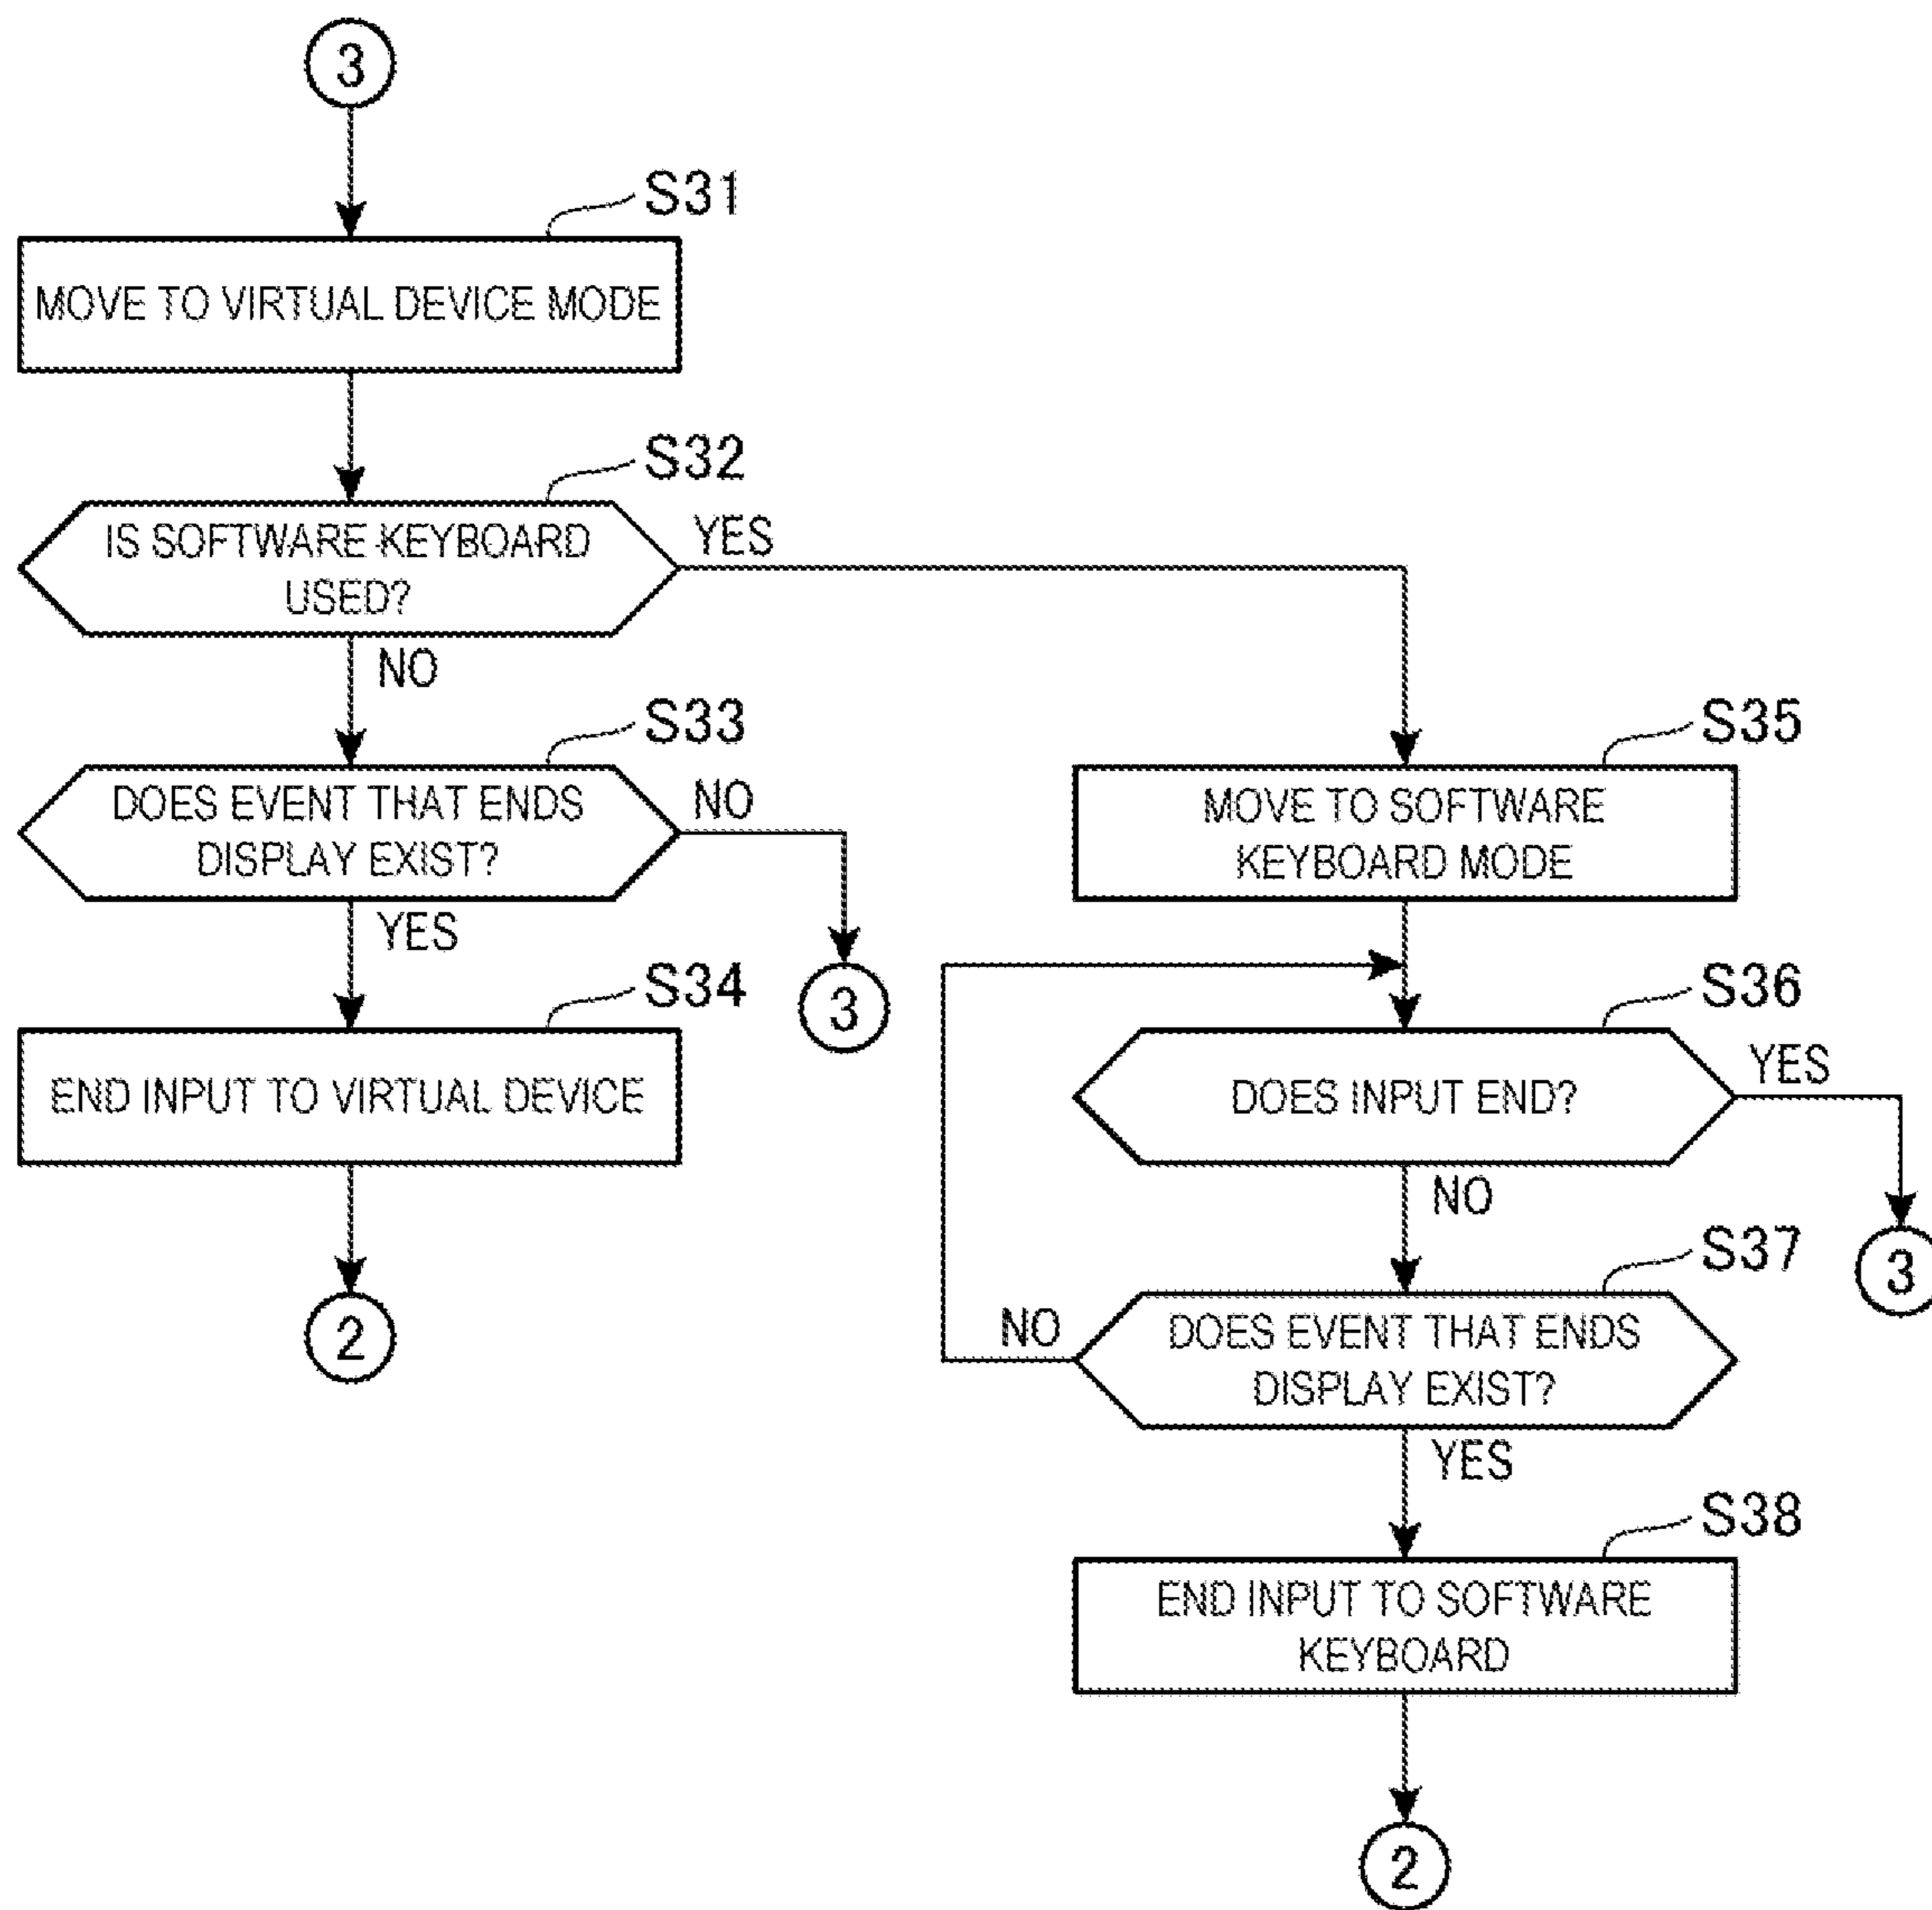 3
S31
MOVE TO VIRTUAL DEVICE MODE
S32
IS SOFTWARE KEYBOARD
USED?
YES
NO
S33
DOES EVENT THAT ENDS
DISPLAY EXIST?
NO
YES
3
S34
END INPUT TO VIRTUAL DEVICE
2
S35
MOVE TO SOFTWARE
KEYBOARD MODE
S36
DOES INPUT END?
YES
NO
3
S37
DOES EVENT THAT ENDS
DISPLAY EXIST?
NO
YES
S38
END INPUT TO SOFTWARE
KEYBOARD
2